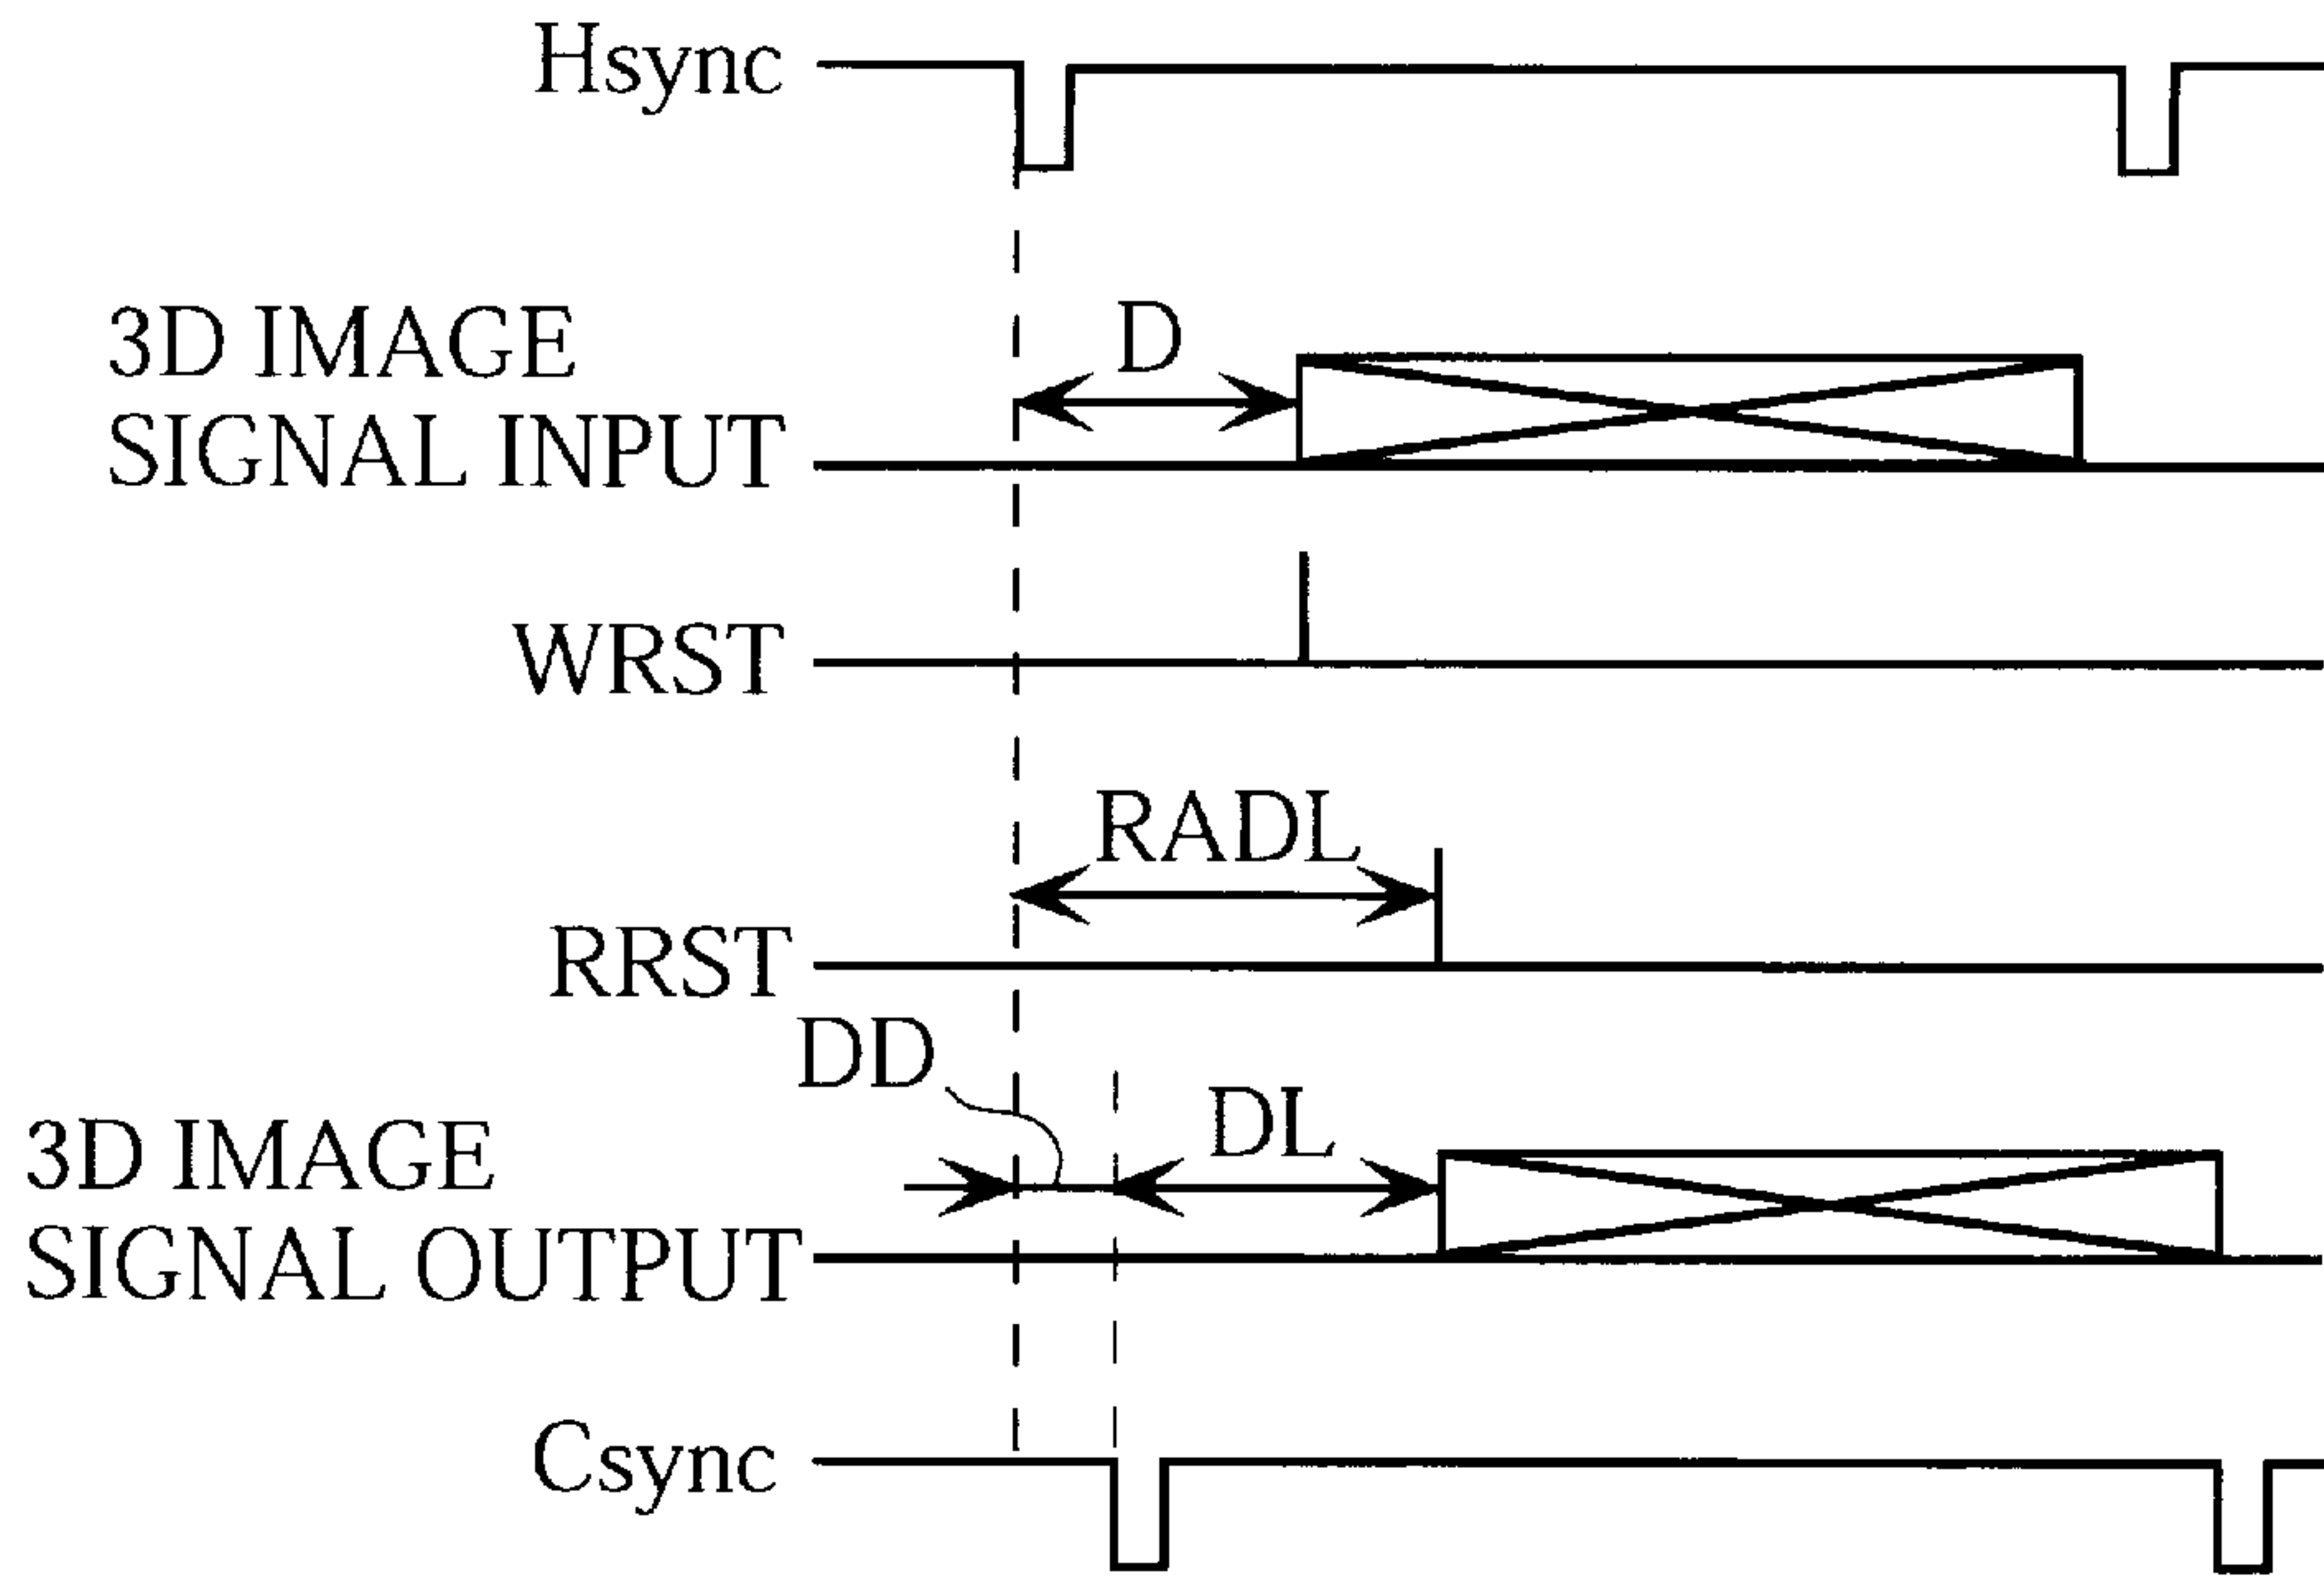 Hsync
3D IMAGE
SIGNAL INPUT
D
WRST
RADL
RRST
DD
DL
3D IMAGE
SIGNAL OUTPUT
Csync